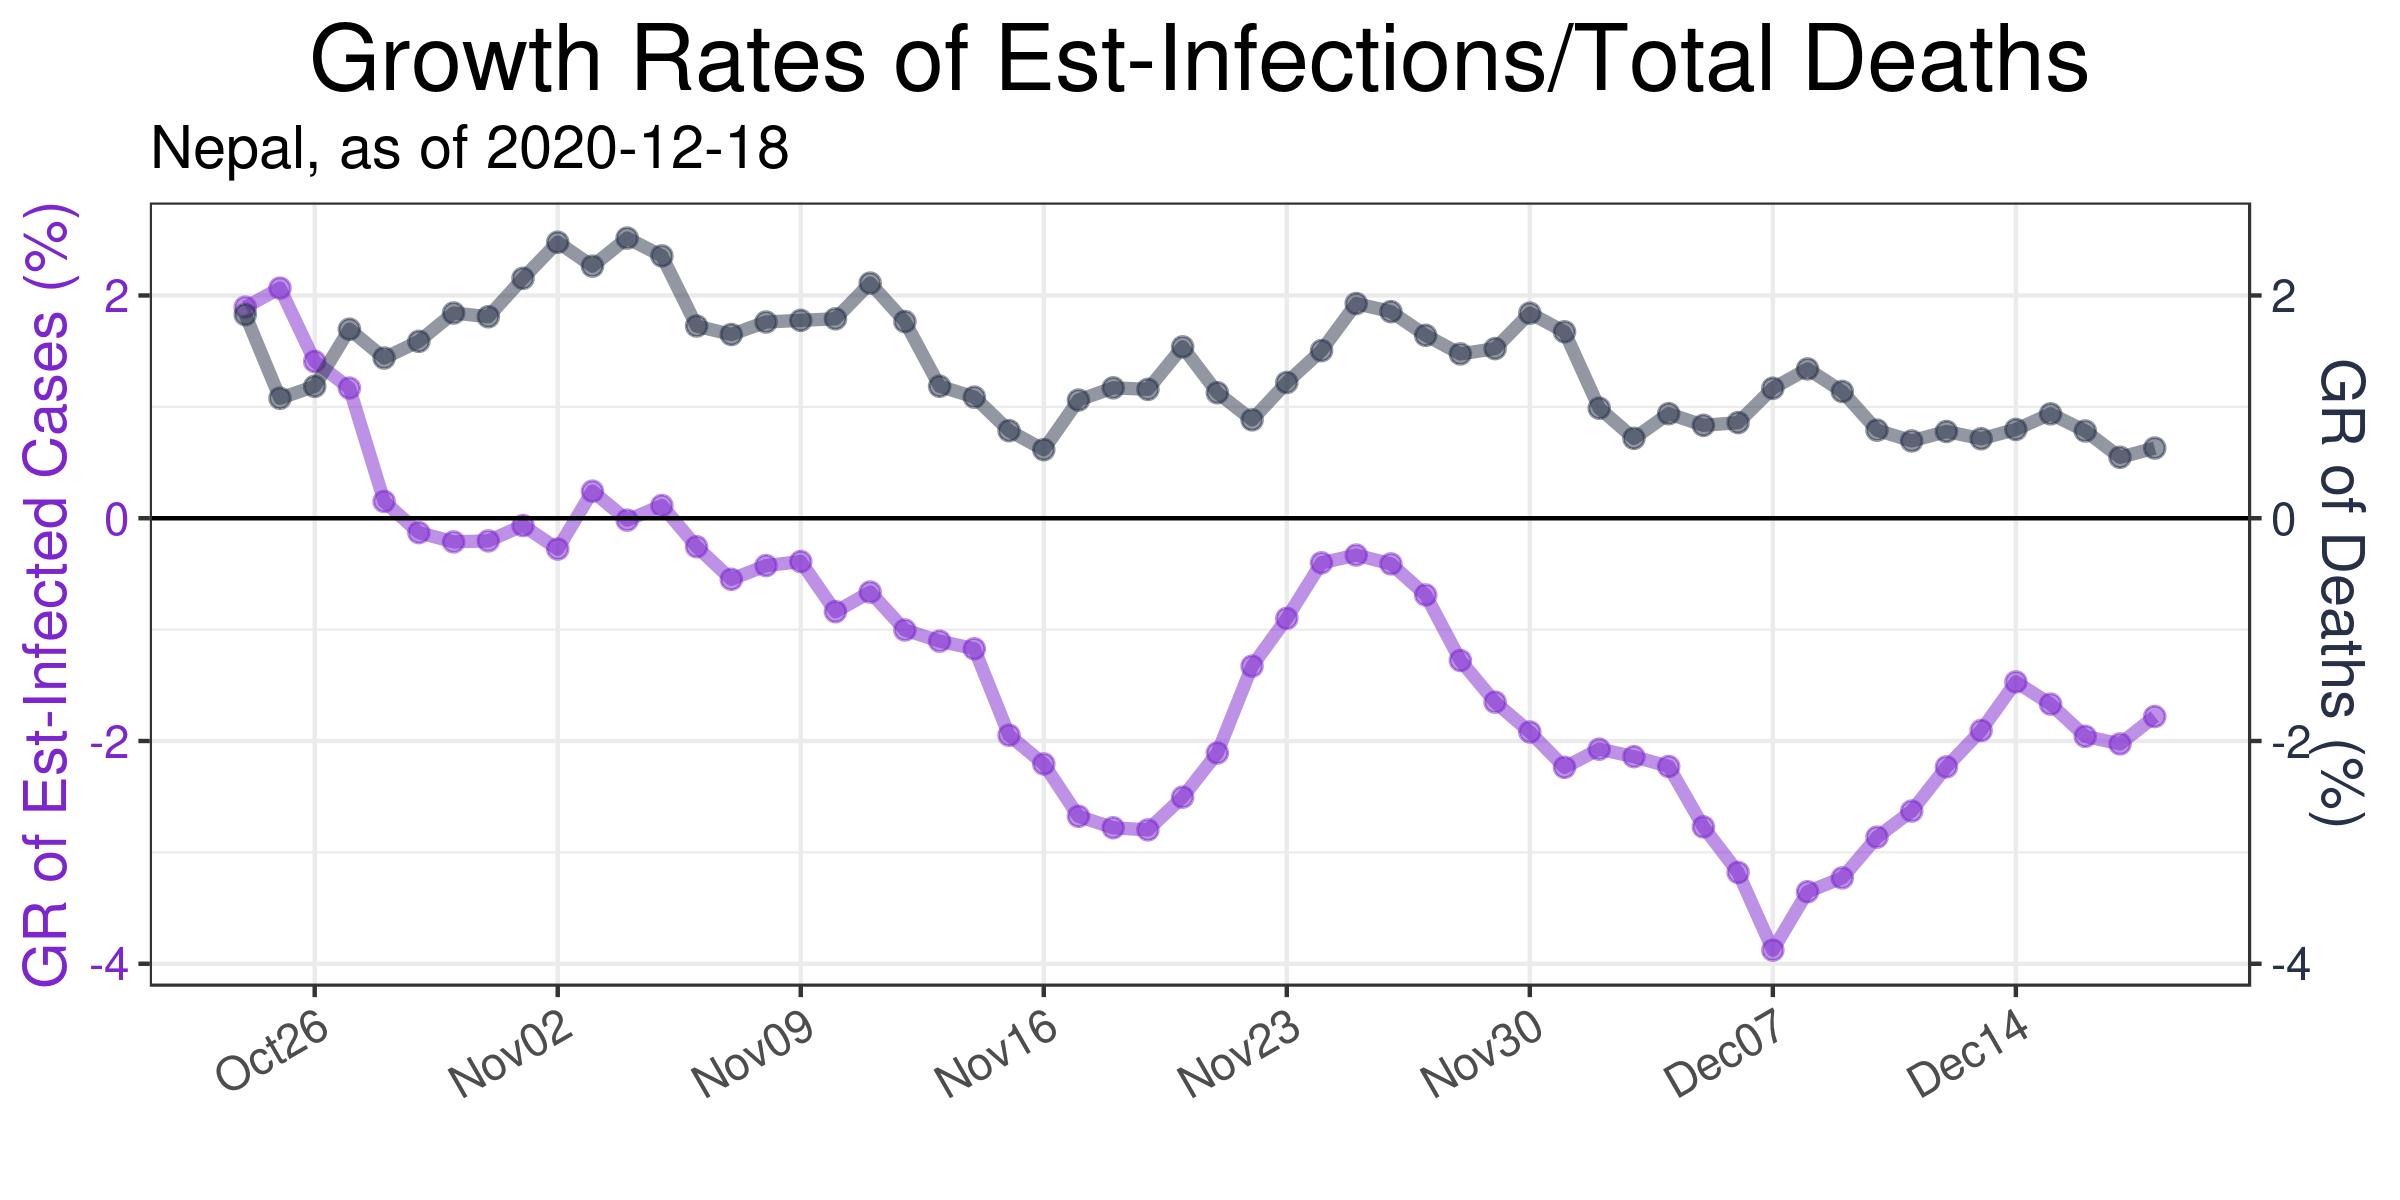 Growth Rates of Est-Infections/Total Deaths
Nepal, as of 2020-12-18
GR of Est-Infected Cases (%)
2
0
-2
-4
2
0
-2
-4
GR of Deaths (%)
Oct26
Nov02
Nov09
Nov16
Nov23
Nov30
Dec07
Dec14